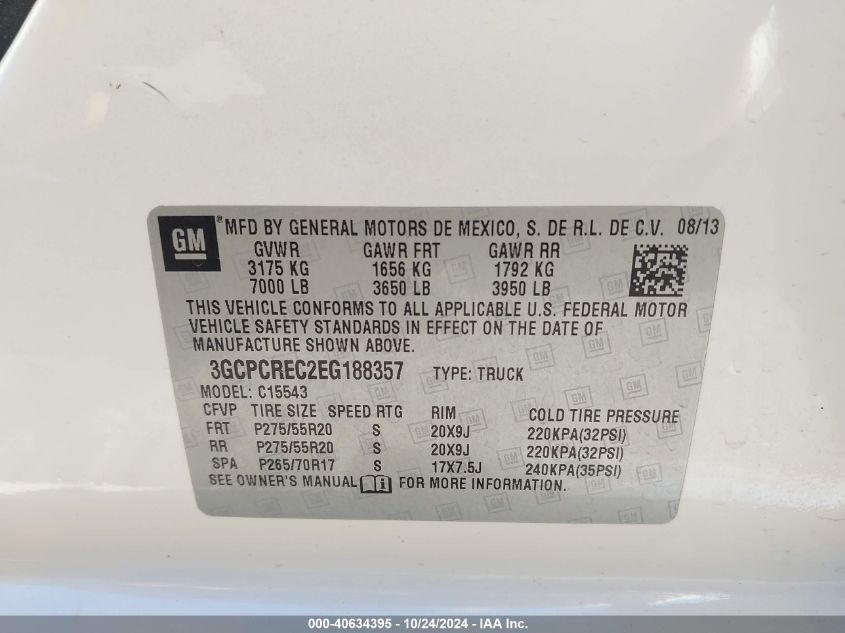 GM ® MFD BY GENERAL MOTORS DE MEXICO, S. DE R.L. DE C.V. 08/13
GVWR GAWR FRT GAWR RR
3175 KG 1656 KG 1792 KG
7000 LB 3650 LB 3950 LB
THIS VEHICLE CONFORMS TO ALL APPLICABLE U.S. FEDERAL MOTOR
VEHICLE SAFETY STANDARDS IN EFFECT ON THE DATE OF
MANUFACTURE SHOWN ABOVE.
3GCPCREC2EG188357 TYPE: TRUCK
MODEL: C15543
CFVP TIRE SIZE SPEED RTG RIM COLD TIRE PRESSURE
FRT P275/55R20 S 20X9J 220KPA(32PSI)
RR P275/55R20 S 20X9J 220KPA(32PSI)
SPA P265/70R17 S 17X7.5J 240KPA(35PSI)
SEE OWNER'S MANUAL i FOR MORE INFORMATION.
000-40634395 - 10/24/2024 - IAA Inc.